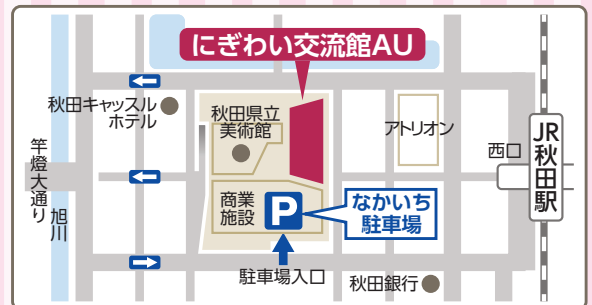 にぎわい交流館AU
秋田キャッスル
ホテル
秋田県立
美術館
アトリオン
西口
JR秋田駅
竿燈大通り
旭川
商業
施設
P
なかいち
駐車場
駐車場入口
秋田銀行